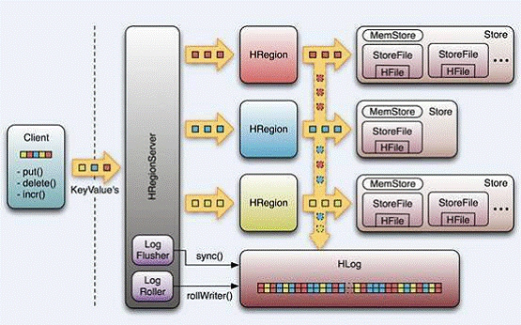 Client
- put()
- delete()
- incr()
KeyValue's
HRegionServer
Log
Flusher
Log
Roller
sync()
rollWriter()
HRegion
MemStore
Store
StoreFile
HFile
StoreFile
HFile
...
HRegion
MemStore
Store
StoreFile
HFile
HRegion
MemStore
Store
StoreFile
HFile
StoreFile
HFile
...
HLog